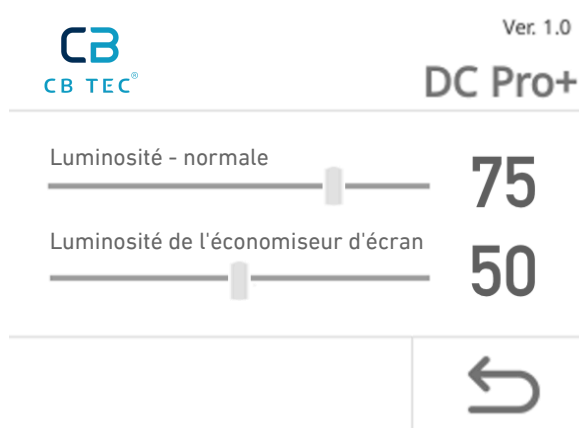 CB
CB TEC®
Ver. 1.0
DC Pro+
Luminosité - normale
75
Luminosité de l'économiseur d'écran
50